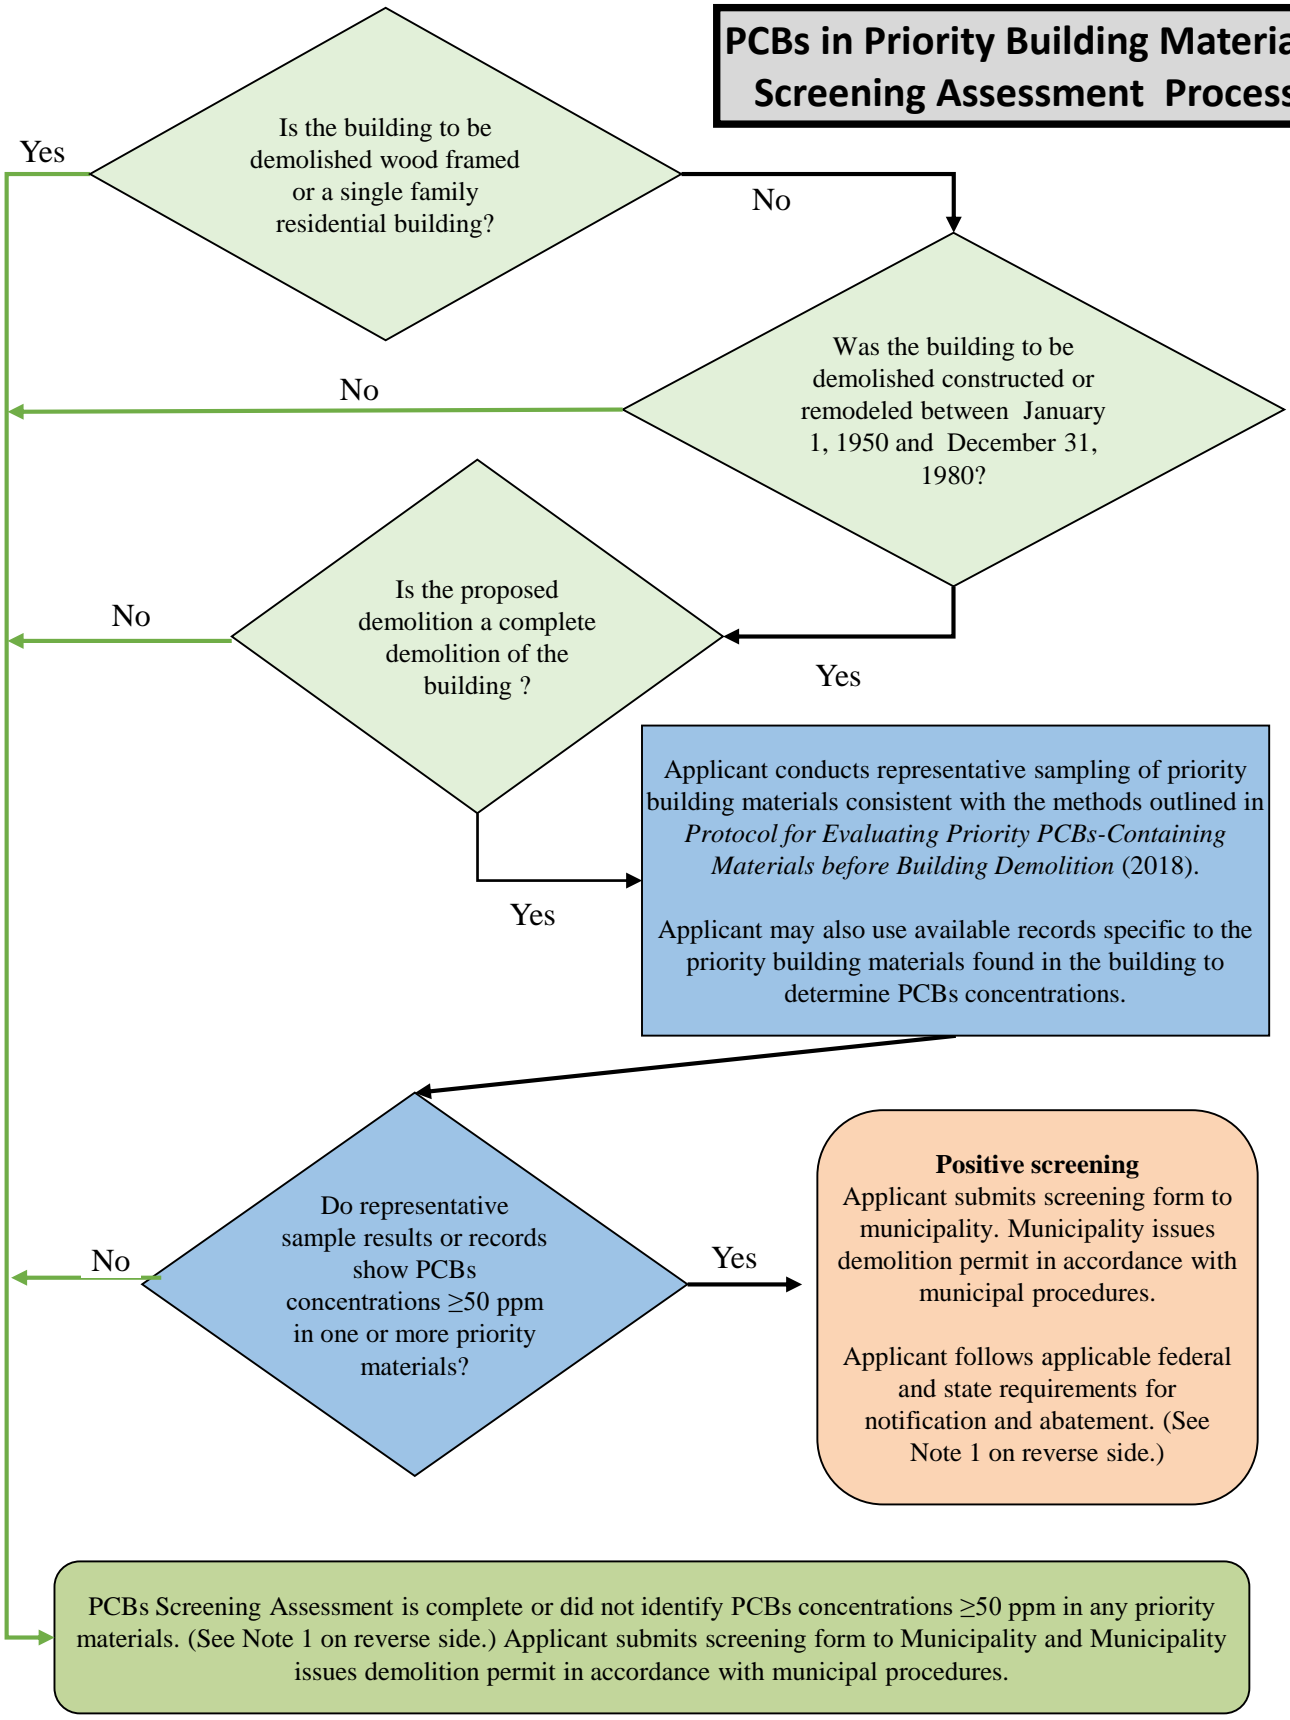 PCBs in Priority Building Materia
Screening Assessment Process
Is the building to be
demolished wood framed
or a single family
residential building?
Yes
No
Was the building to be
demolished constructed or
remodeled between January
1, 1950 and December 31,
1980?
No
Is the proposed
demolition a complete
demolition of the
building ?
No
Yes
Applicant conducts representative sampling of priority
building materials consistent with the methods outlined in
Protocol for Evaluating Priority PCBs-Containing
Materials before Building Demolition (2018).
Applicant may also use available records specific to the
priority building materials found in the building to
determine PCBs concentrations.
Yes
Do representative
sample results or records
show PCBs
concentrations ≥50 ppm
in one or more priority
materials?
No
Yes
Positive screening
Applicant submits screening form to
municipality. Municipality issues
demolition permit in accordance with
municipal procedures.
Applicant follows applicable federal
and state requirements for
notification and abatement. (See
Note 1 on reverse side.)
PCBs Screening Assessment is complete or did not identify PCBs concentrations ≥50 ppm in any priority
materials. (See Note 1 on reverse side.) Applicant submits screening form to Municipality and Municipality
issues demolition permit in accordance with municipal procedures.